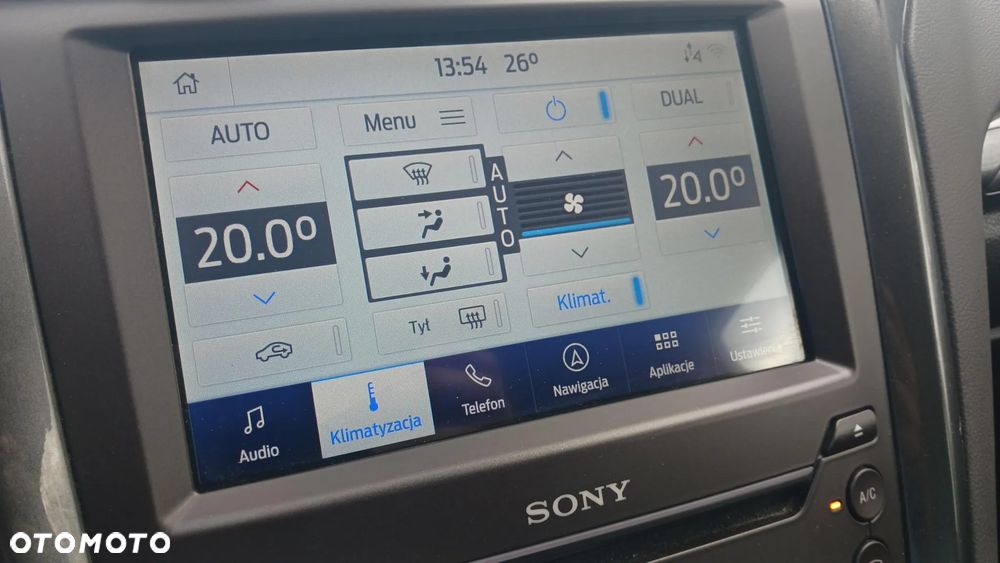 13:54 26°
AUTO
Menu
DUAL
20.0°
AUTO
20.0°
Klimat.
Tył
Audio
Klimatyzacja
Telefon
Nawigacja
Aplikacje
Ustawienia
SONY
A/C
OTOMOTO